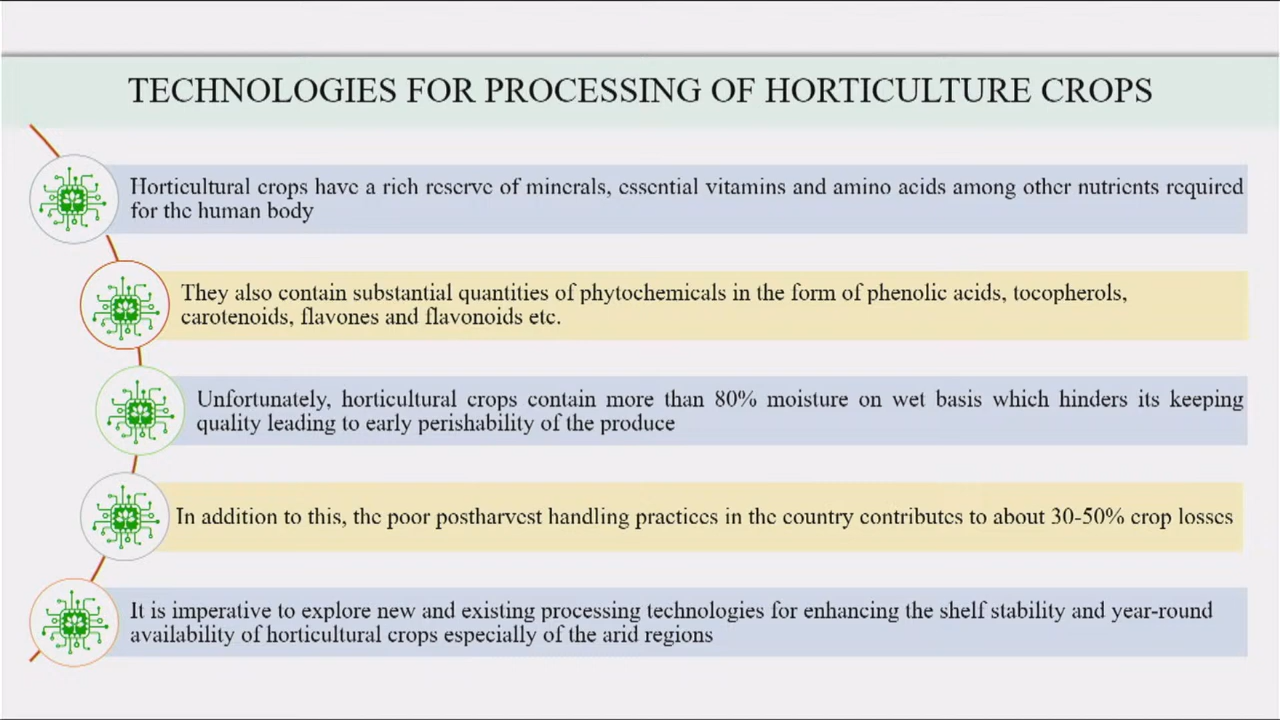 TECHNOLOGIES FOR PROCESSING OF HORTICULTURE CROPS
Horticultural crops have a rich reserve of minerals, essential vitamins and amino acids among other nutrients required
for the human body
They also contain substantial quantities of phytochemicals in the form of phenolic acids, tocopherols,
carotenoids, flavones and flavonoids etc.
Unfortunately, horticultural crops contain more than 80% moisture on wet basis which hinders its keeping
quality leading to early perishability of the produce
In addition to this, the poor postharvest handling practices in the country contributes to about 30-50% crop losses
It is imperative to explore new and existing processing technologies for enhancing the shelf stability and year-round
availability of horticultural crops especially of the arid regions